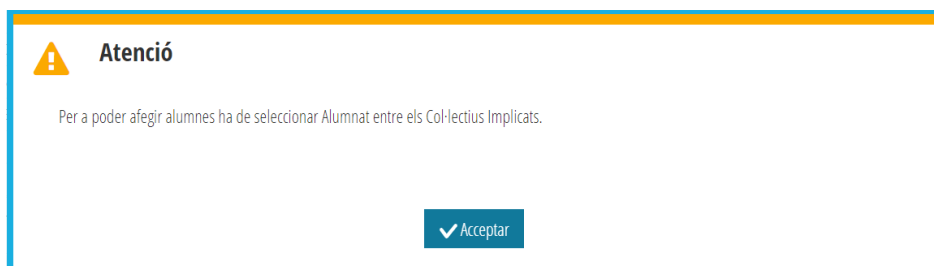 Atenció
Per a poder afegir alumnes ha de seleccionar Alumnat entre els Col·lectius Implicats.
Acceptar